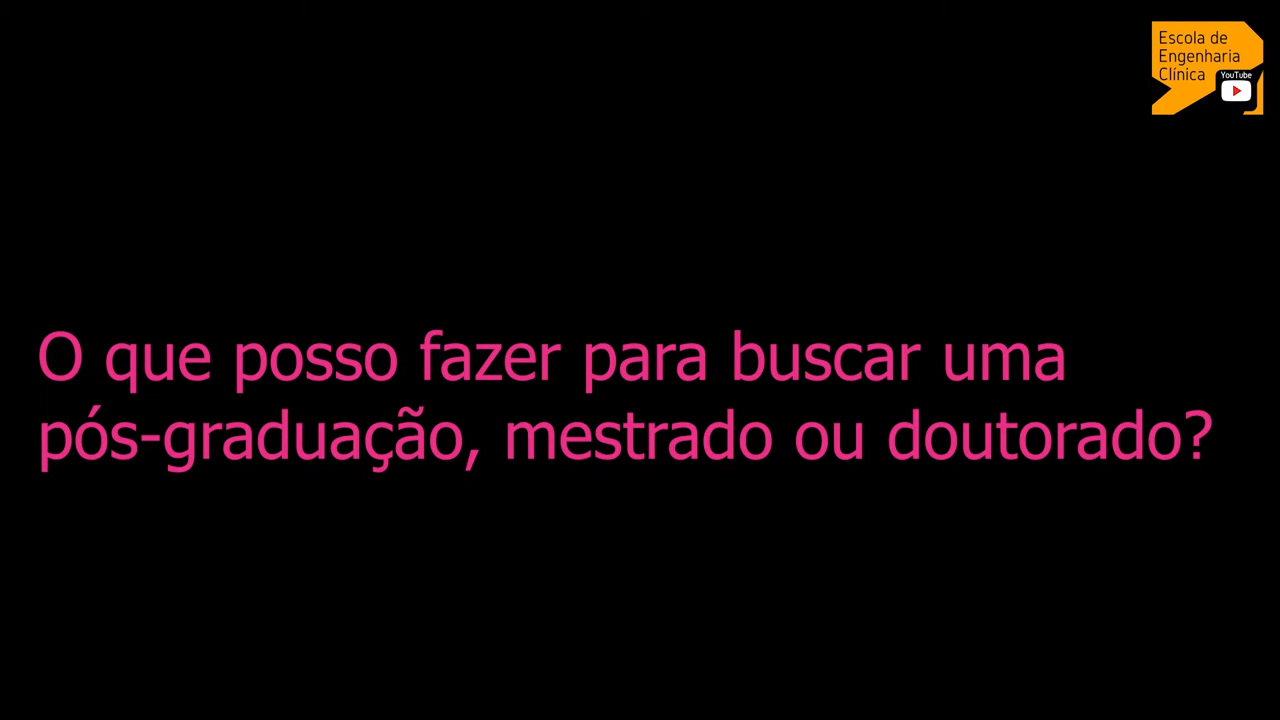 Escola de
Engenharia
Clínica
YouTube
O que posso fazer para buscar uma
pós-graduação, mestrado ou doutorado?